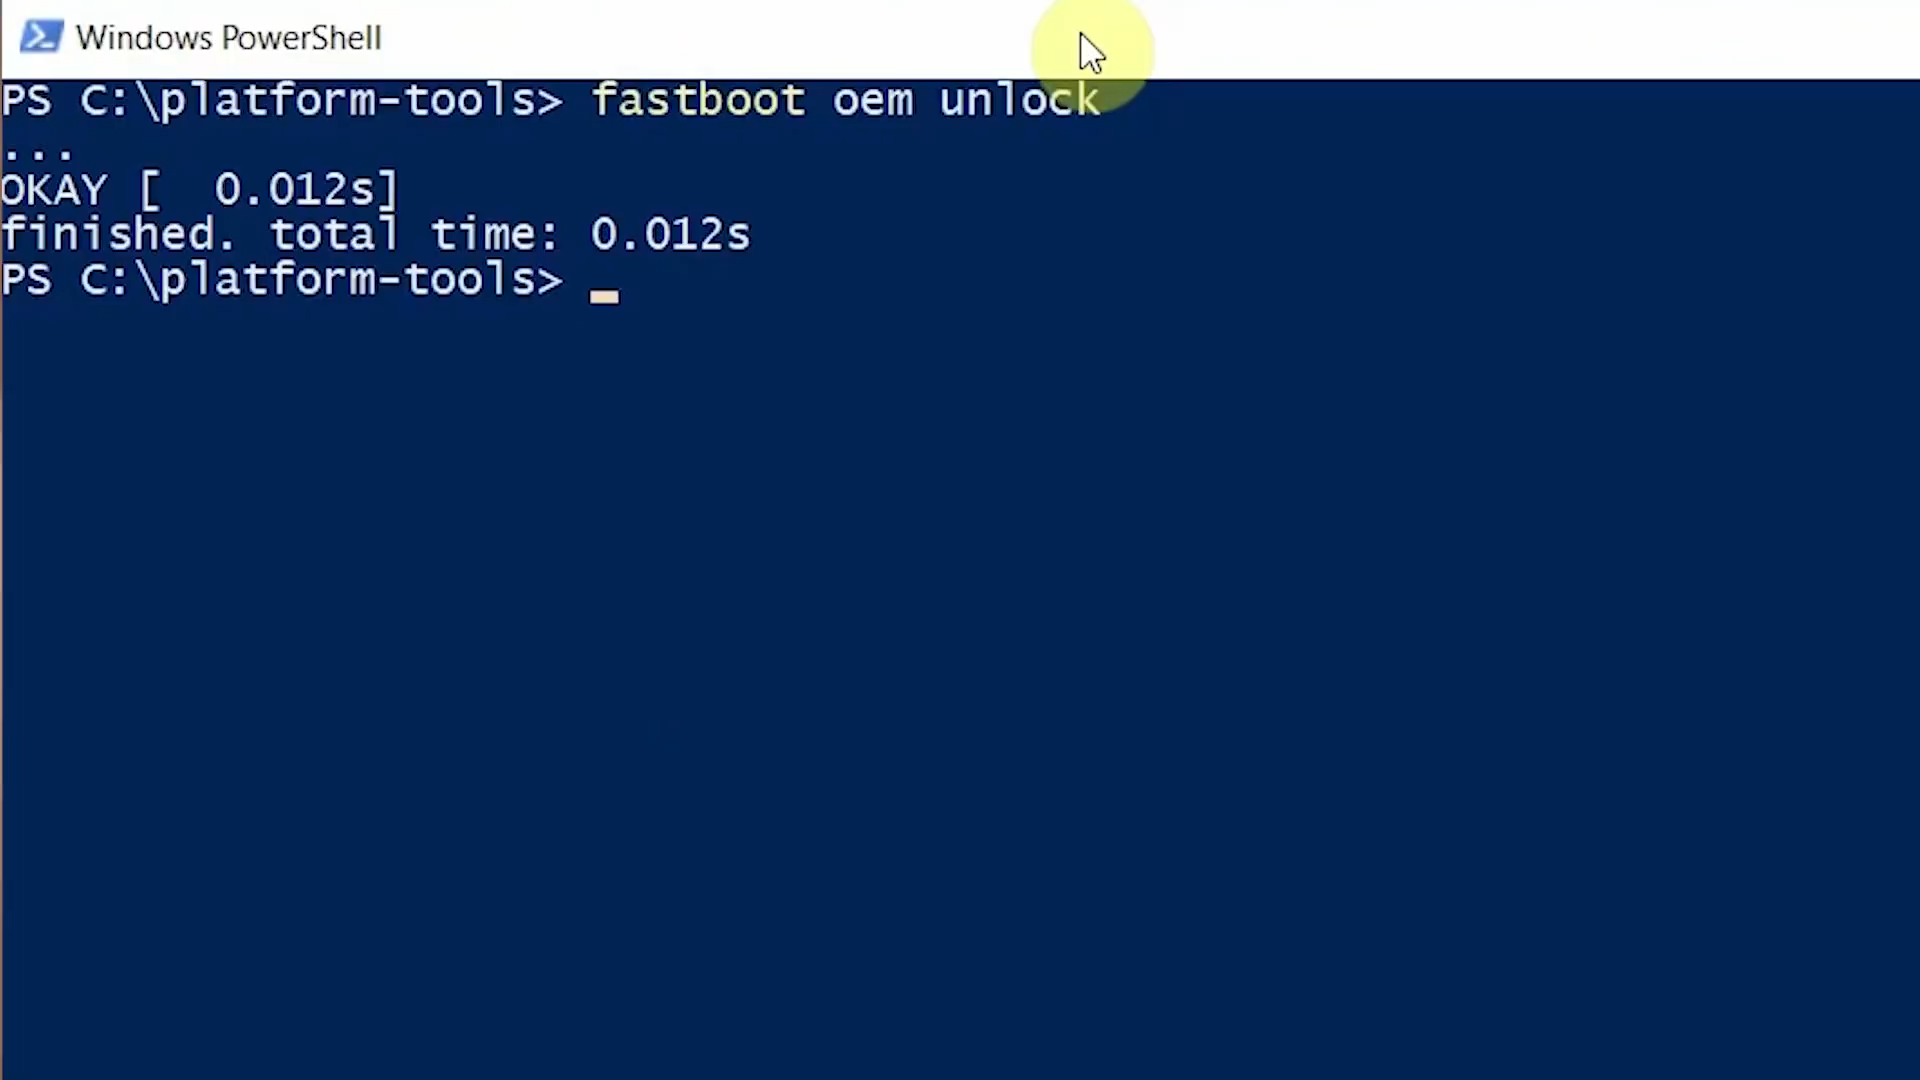 Windows PowerShell
PS C:\platform-tools> fastboot oem unlock
...
OKAY [  0.012s]
finished. total time: 0.012s
PS C:\platform-tools> _